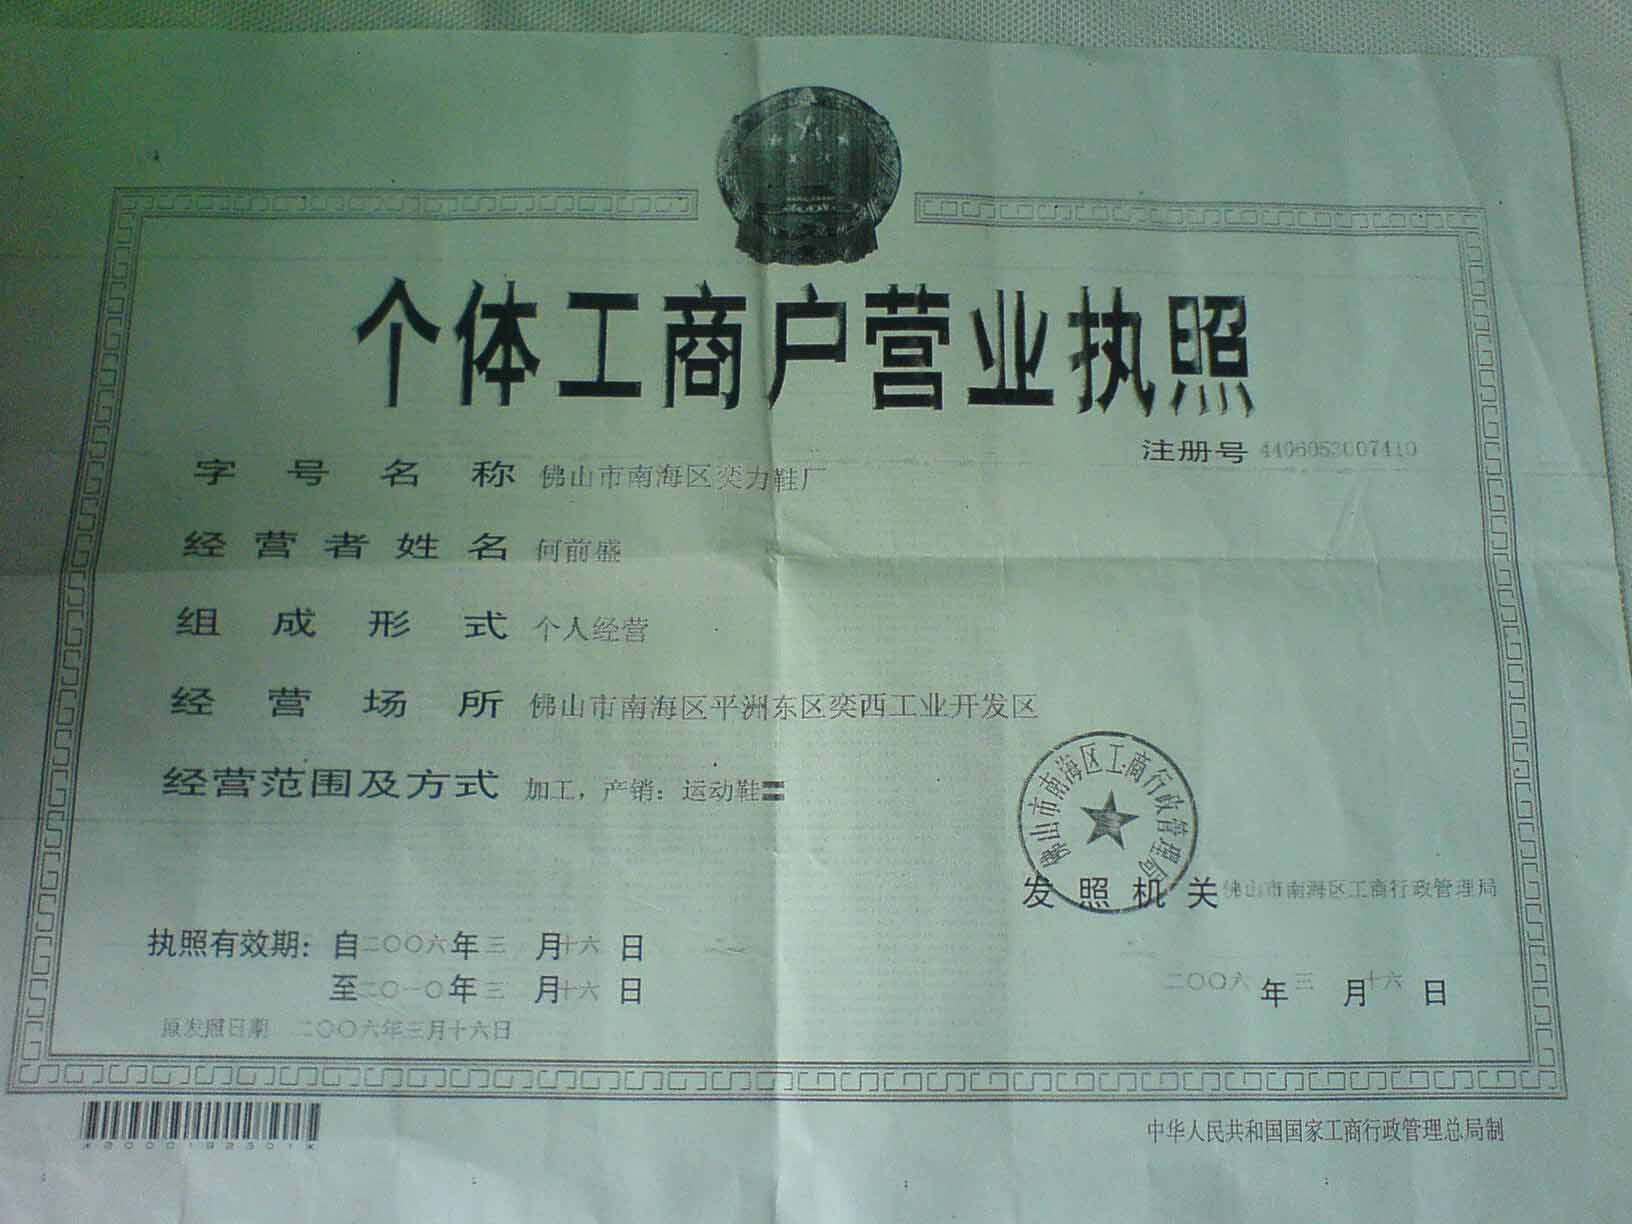 个体工商户营业执照
注册号 4406053007410
字号名称 佛山市南海区奕力鞋厂
经营者姓名 何前盛
组成形式 个人经营
经营场所 佛山市南海区平洲东区奕西工业开发区
经营范围及方式 加工，产销：运动鞋〓
佛山市南海区工商行政管理局
发照机关 佛山市南海区工商行政管理局
执照有效期：自二〇〇六年三月十六日
至二〇一〇年三月十六日
二〇〇六年三月十六日
原发照日期 二〇〇六年三月十六日
中华人民共和国国家工商行政管理总局制